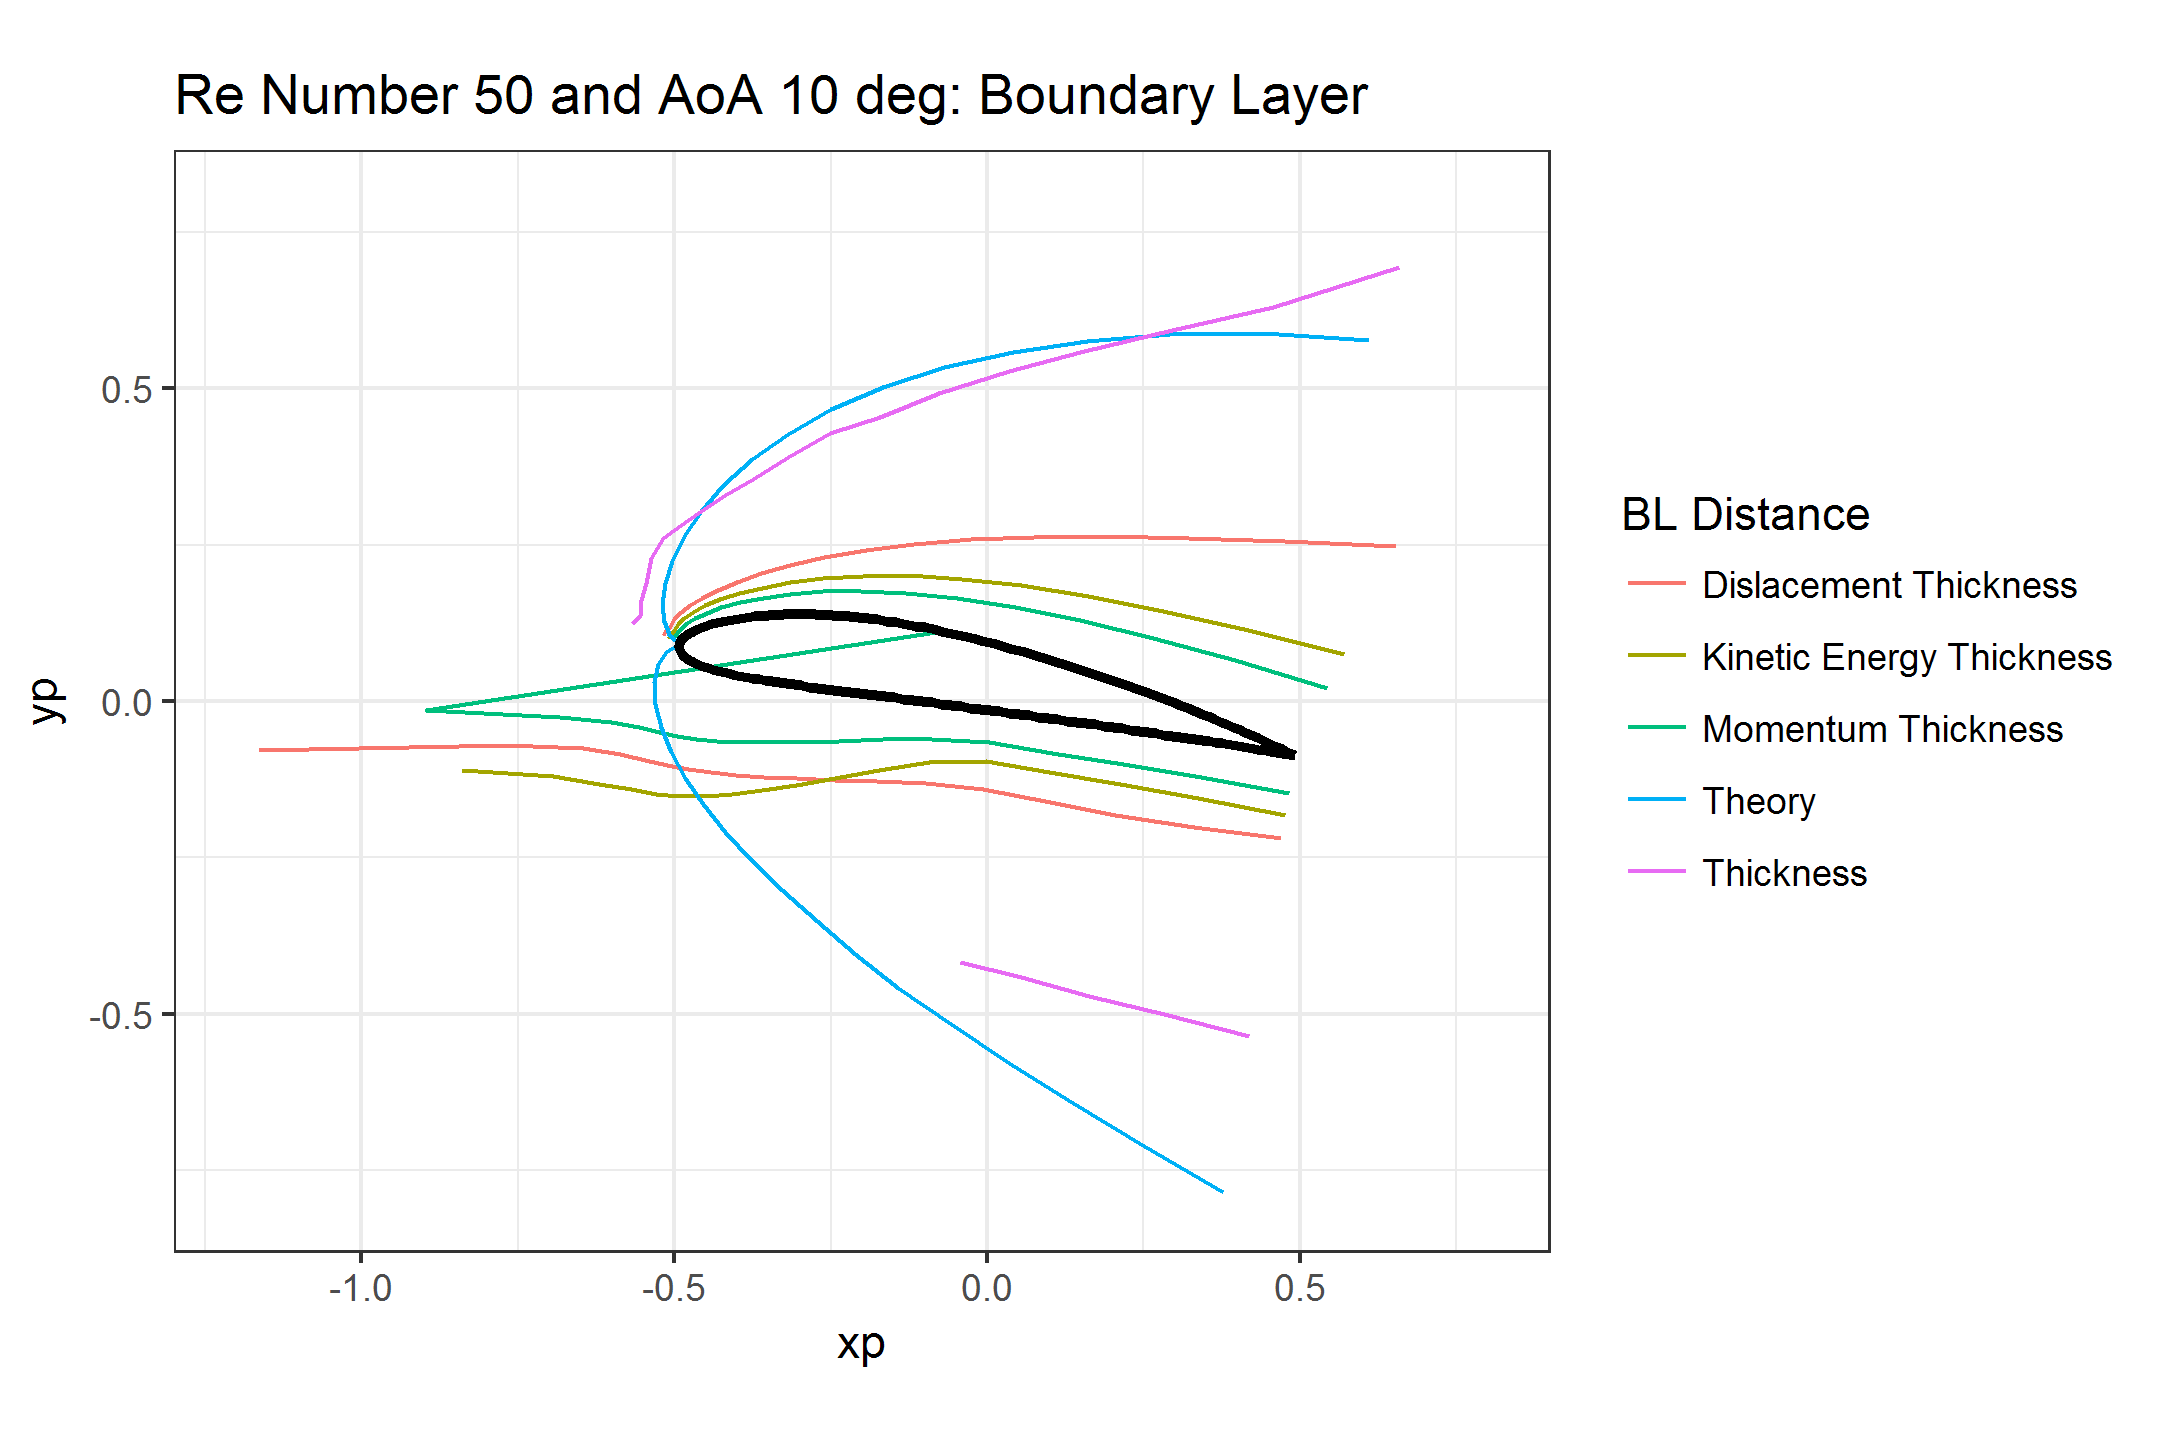 Re Number 50 and AoA 10 deg: Boundary Layer
0.5
0.0
-0.5
yp
-1.0
-0.5
0.0
0.5
xp
BL Distance
Dislacement Thickness
Kinetic Energy Thickness
Momentum Thickness
Theory
Thickness